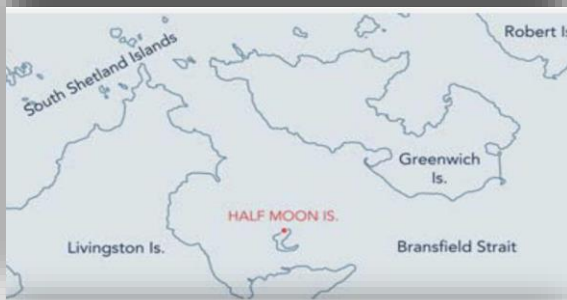 Robert I
South Shetland Islands
Greenwich
Is.
HALF MOON IS.
Livingston Is.
Bransfield Strait